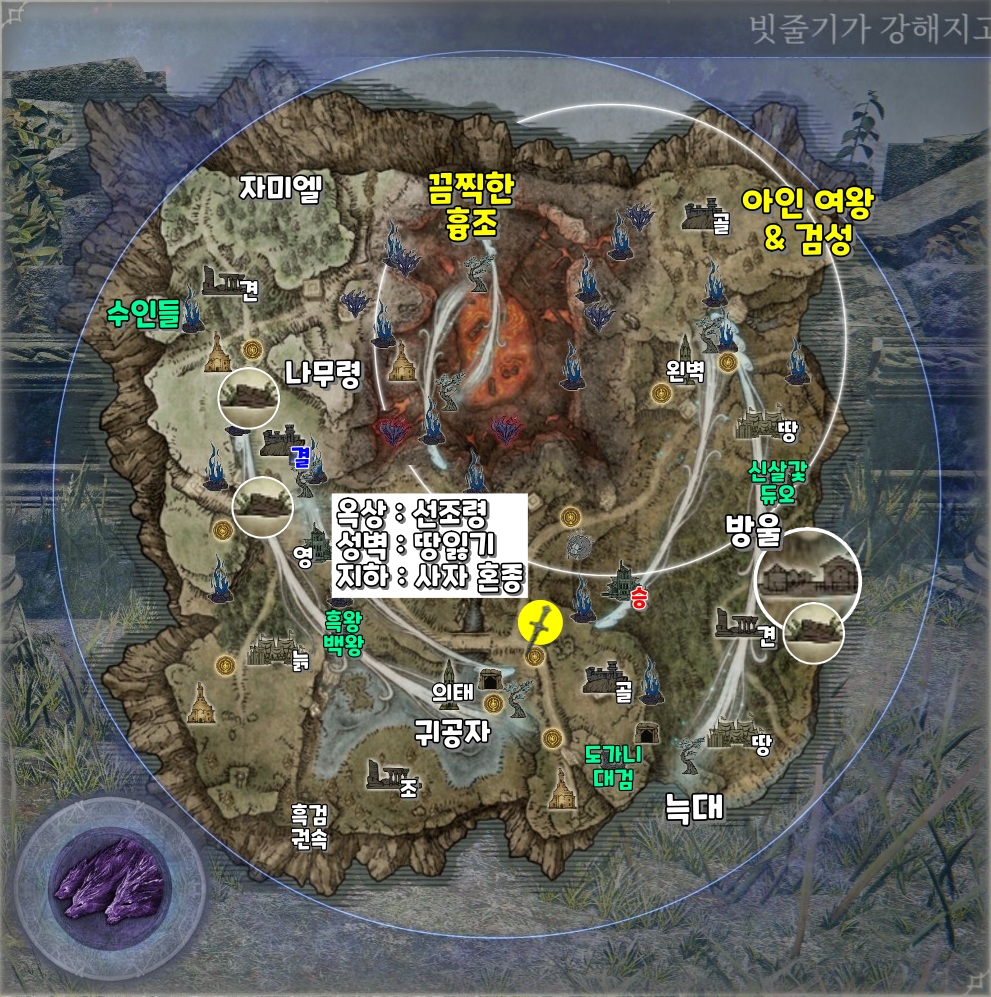 빗줄기가 강해지고
자미엘
끔찍한
흉조
아인 여왕
& 검성
골
견
수인들
나무령
왼벽
땅
결
신살갗
듀오
방울
옥상 : 선조령
성벽 : 땅잃기
지하 : 사자 혼종
영
승
흑왕
백왕
견
늙
의태
골
귀공자
도가니
대검
땅
조
늑대
흑검
권속